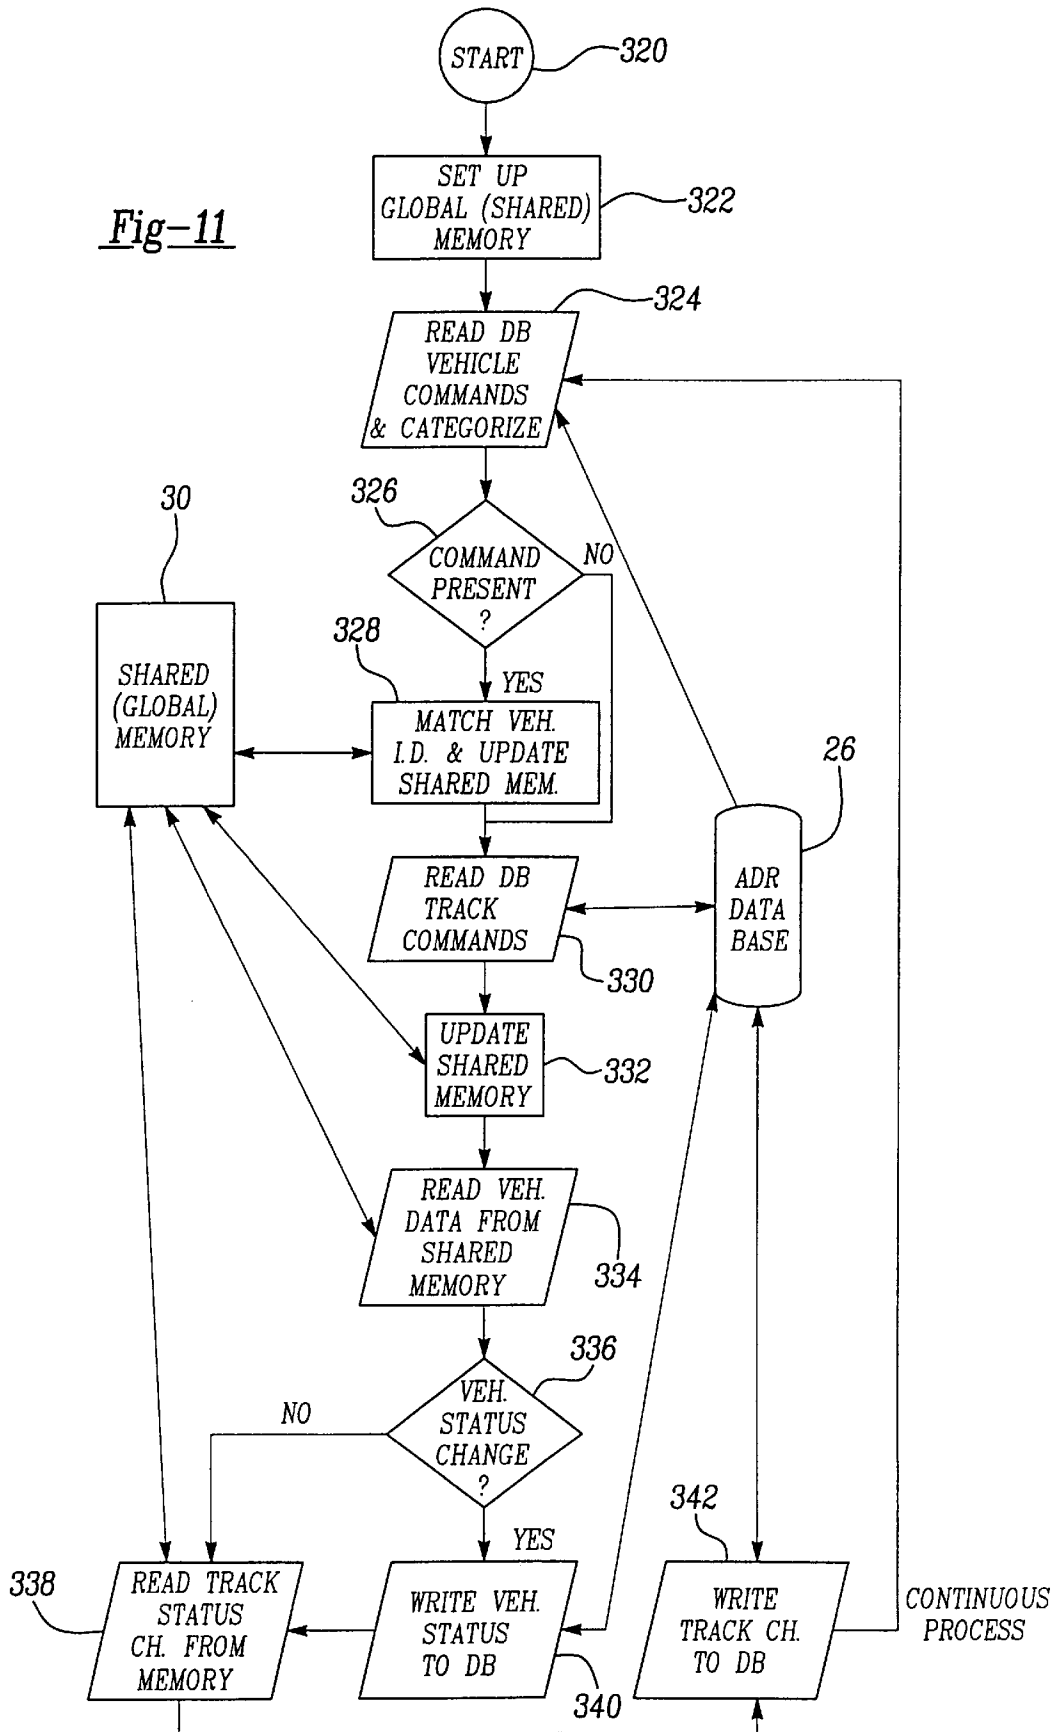 START
320
SET UP
GLOBAL (SHARED)
MEMORY
322
Fig-11
324
READ DB
VEHICLE
COMMANDS
& CATEGORIZE
326
COMMAND
PRESENT
?
NO
30
SHARED
(GLOBAL)
MEMORY
328
YES
MATCH VEH.
I.D. & UPDATE
SHARED MEM.
26
ADR
DATA
BASE
READ DB
TRACK
COMMANDS
330
UPDATE
SHARED
MEMORY
332
READ VEH.
DATA FROM
SHARED
MEMORY
334
336
VEH.
STATUS
CHANGE
?
NO
YES
342
338
READ TRACK
STATUS
CH. FROM
MEMORY
WRITE VEH.
STATUS
TO DB
340
WRITE
TRACK CH.
TO DB
CONTINUOUS
PROCESS